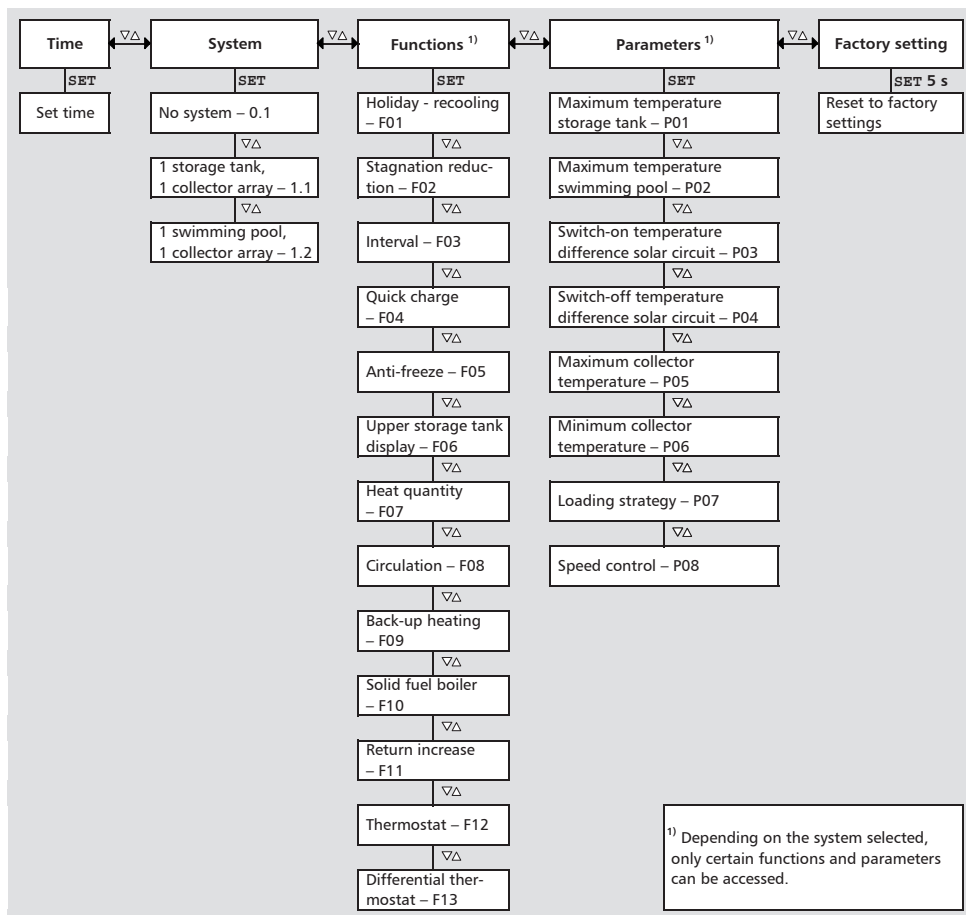 Time
▽△
System
▽△
Functions 1)
▽△
Parameters 1)
▽△
Factory setting
SET
SET
SET
SET
SET 5 s
Set time
No system – 0.1
▽△
1 storage tank,
1 collector array – 1.1
▽△
1 swimming pool,
1 collector array – 1.2
Holiday - recooling
– F01
▽△
Stagnation reduc-
tion – F02
▽△
Interval – F03
▽△
Quick charge
– F04
▽△
Anti-freeze – F05
▽△
Upper storage tank
display – F06
▽△
Heat quantity
– F07
▽△
Circulation – F08
▽△
Back-up heating
– F09
▽△
Solid fuel boiler
– F10
▽△
Return increase
– F11
▽△
Thermostat – F12
▽△
Differential ther-
mostat – F13
Maximum temperature
storage tank – P01
▽△
Maximum temperature
swimming pool – P02
▽△
Switch-on temperature
difference solar circuit – P03
▽△
Switch-off temperature
difference solar circuit – P04
▽△
Maximum collector
temperature – P05
▽△
Minimum collector
temperature – P06
▽△
Loading strategy – P07
▽△
Speed control – P08
Reset to factory
settings
1) Depending on the system selected,
only certain functions and parameters
can be accessed.